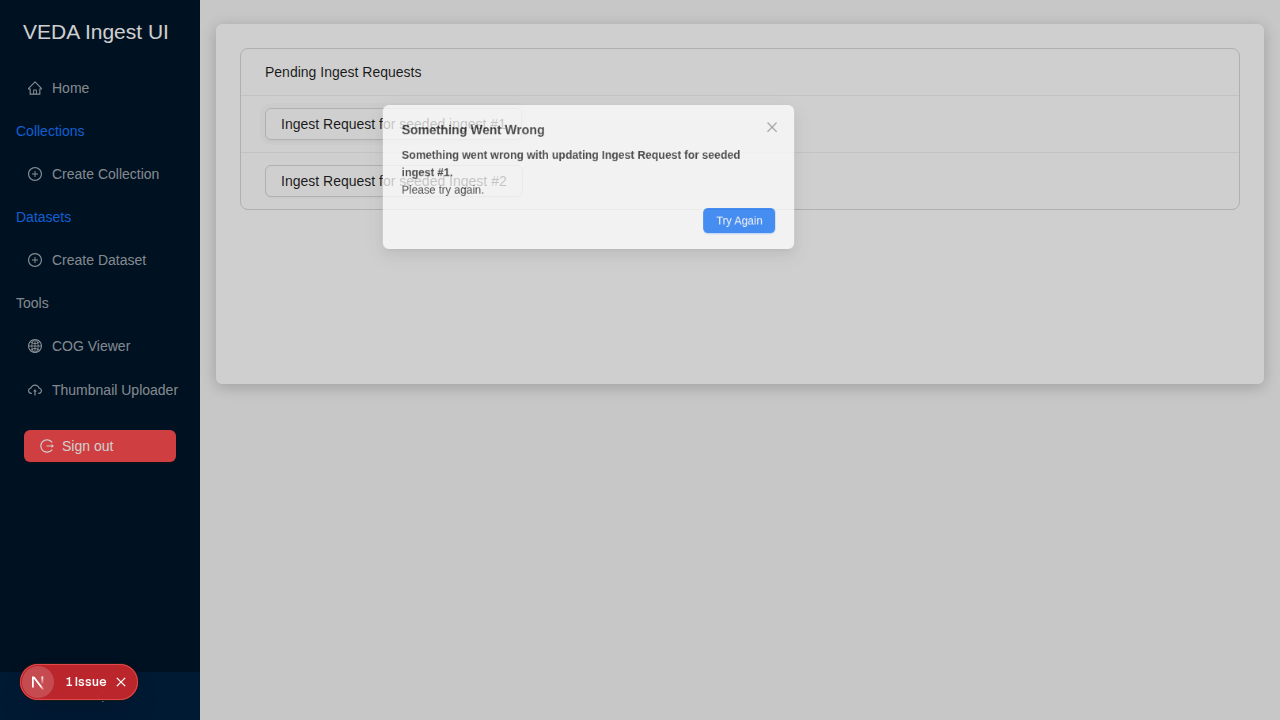 VEDA Ingest UI
Home
Collections
Create Collection
Datasets
Create Dataset
Tools
COG Viewer
Thumbnail Uploader
Sign out
1 Issue
Pending Ingest Requests
Ingest Request for seeded ingest #1
Ingest Request for seeded Ingest #2
Something Went Wrong
Something went wrong with updating Ingest Request for seeded
ingest #1.
Please try again.
Try Again